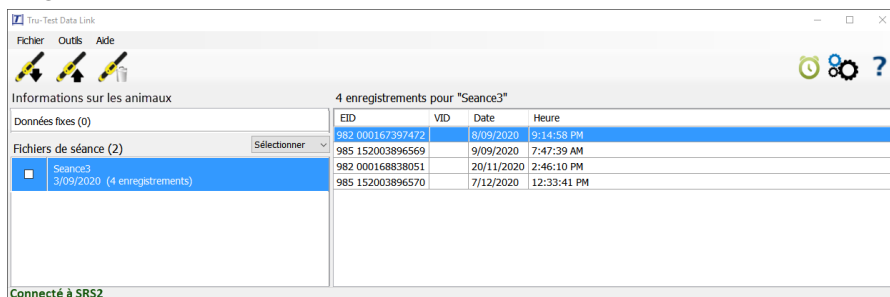 Tru-Test Data Link
Fichier Outils Aide
Informations sur les animaux
Données fixes (0)
Fichiers de séance (2)
Sélectionner
Seance3
3/09/2020 (4 enregistrements)
4 enregistrements pour "Seance3"
EID VID Date Heure
982 000167397472 8/09/2020 9:14:58 PM
985 152003896569 9/09/2020 7:47:39 AM
982 000168838051 20/11/2020 2:46:10 PM
985 152003896570 7/12/2020 12:33:41 PM
Connecté à SRS2